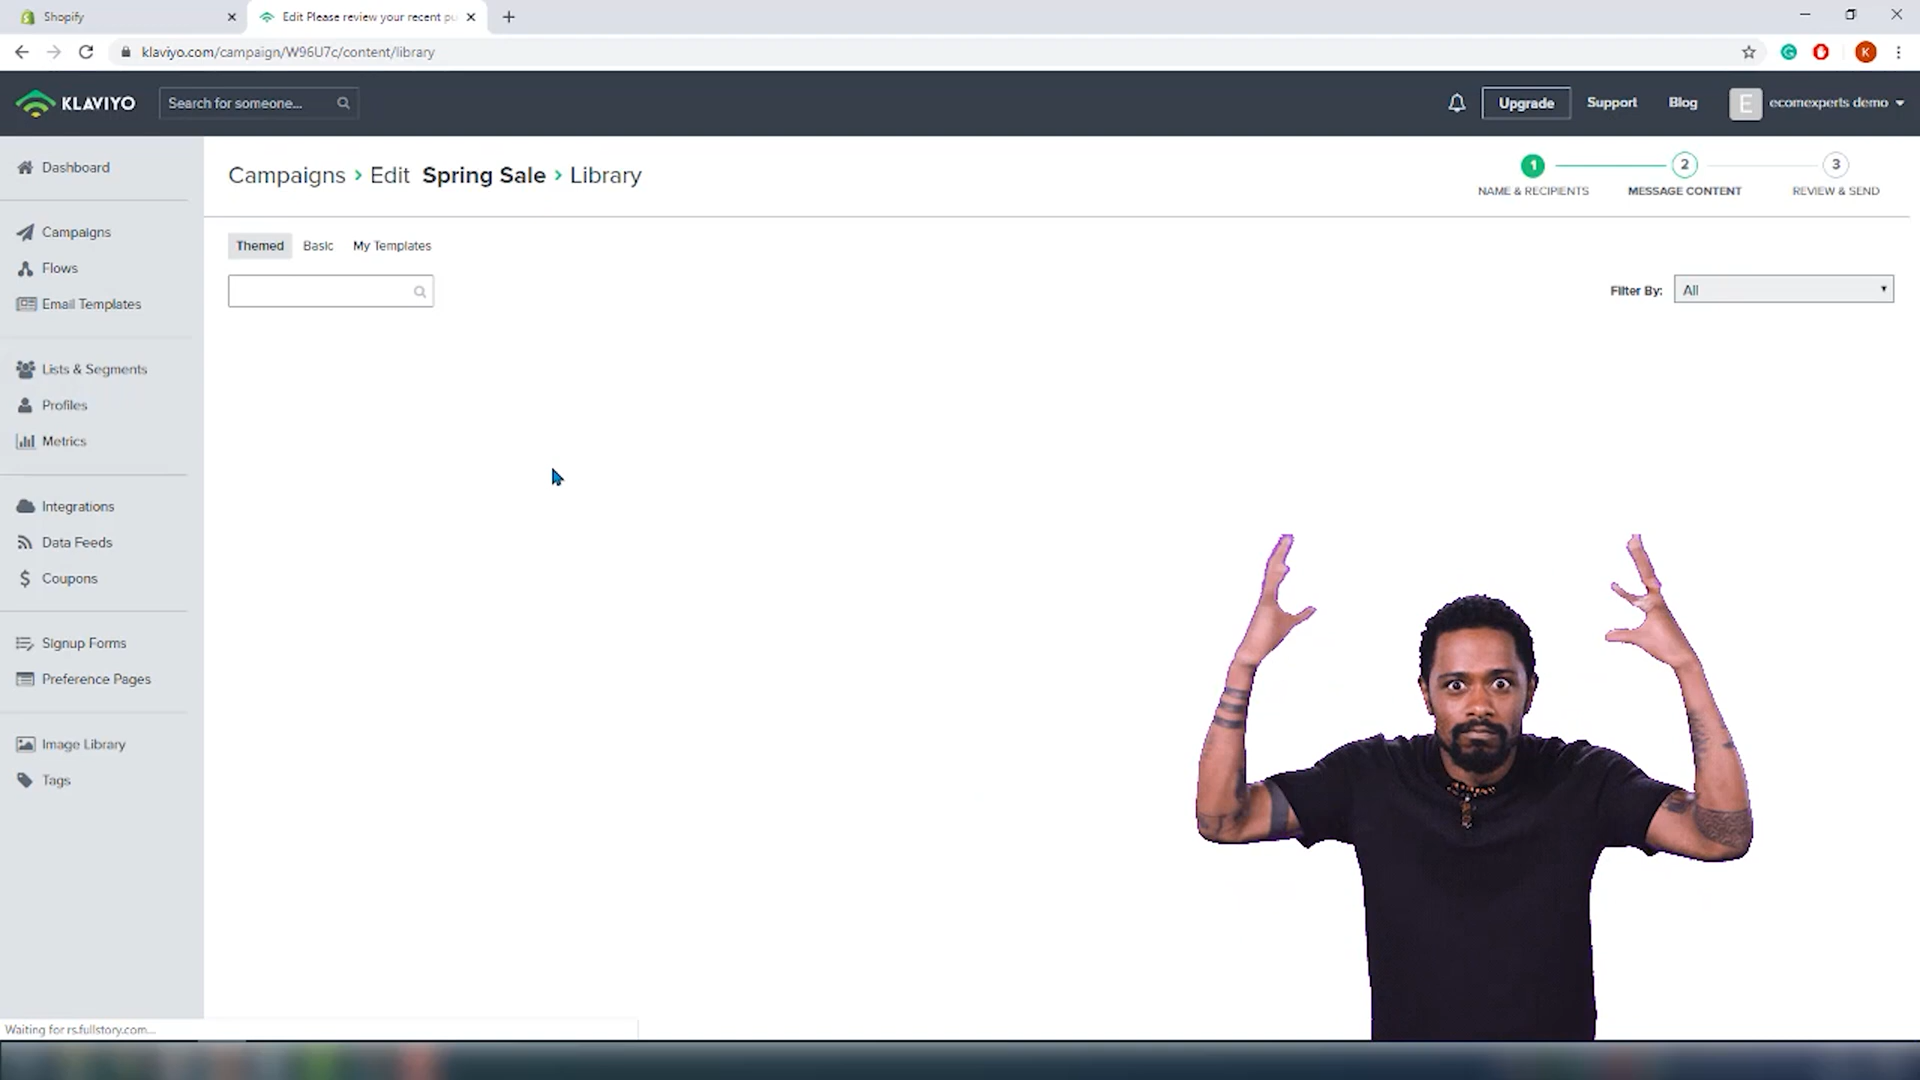 Shopify
Edit Please review your recent pu
klaviyo.com/campaign/W96U7c/content/library
K
KLAVIYO
Search for someone...
Upgrade
Support
Blog
E
ecomexperts demo
Dashboard
Campaigns
Flows
Email Templates
Lists & Segments
Profiles
Metrics
Integrations
Data Feeds
$ Coupons
Signup Forms
Preference Pages
Image Library
Tags
Campaigns › Edit Spring Sale › Library
1
2
3
NAME & RECIPIENTS
MESSAGE CONTENT
REVIEW & SEND
Themed
Basic
My Templates
Filter By:
All
Waiting for rs.fullstory.com...